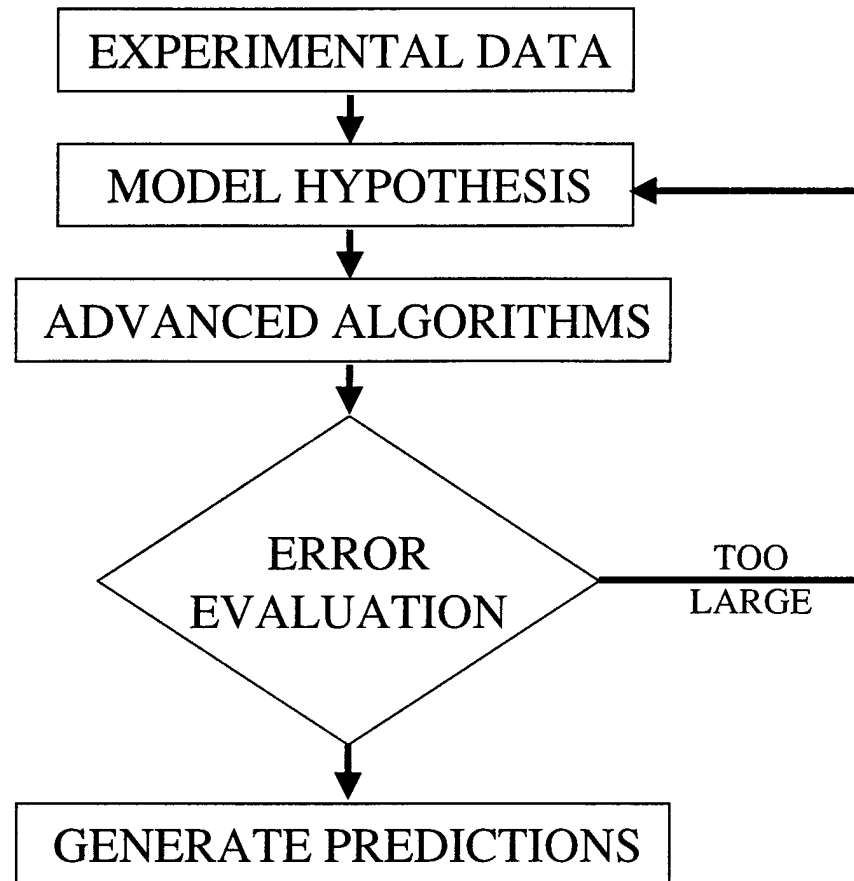 EXPERIMENTAL DATA
MODEL HYPOTHESIS
ADVANCED ALGORITHMS
ERROR
EVALUATION
TOO
LARGE
GENERATE PREDICTIONS